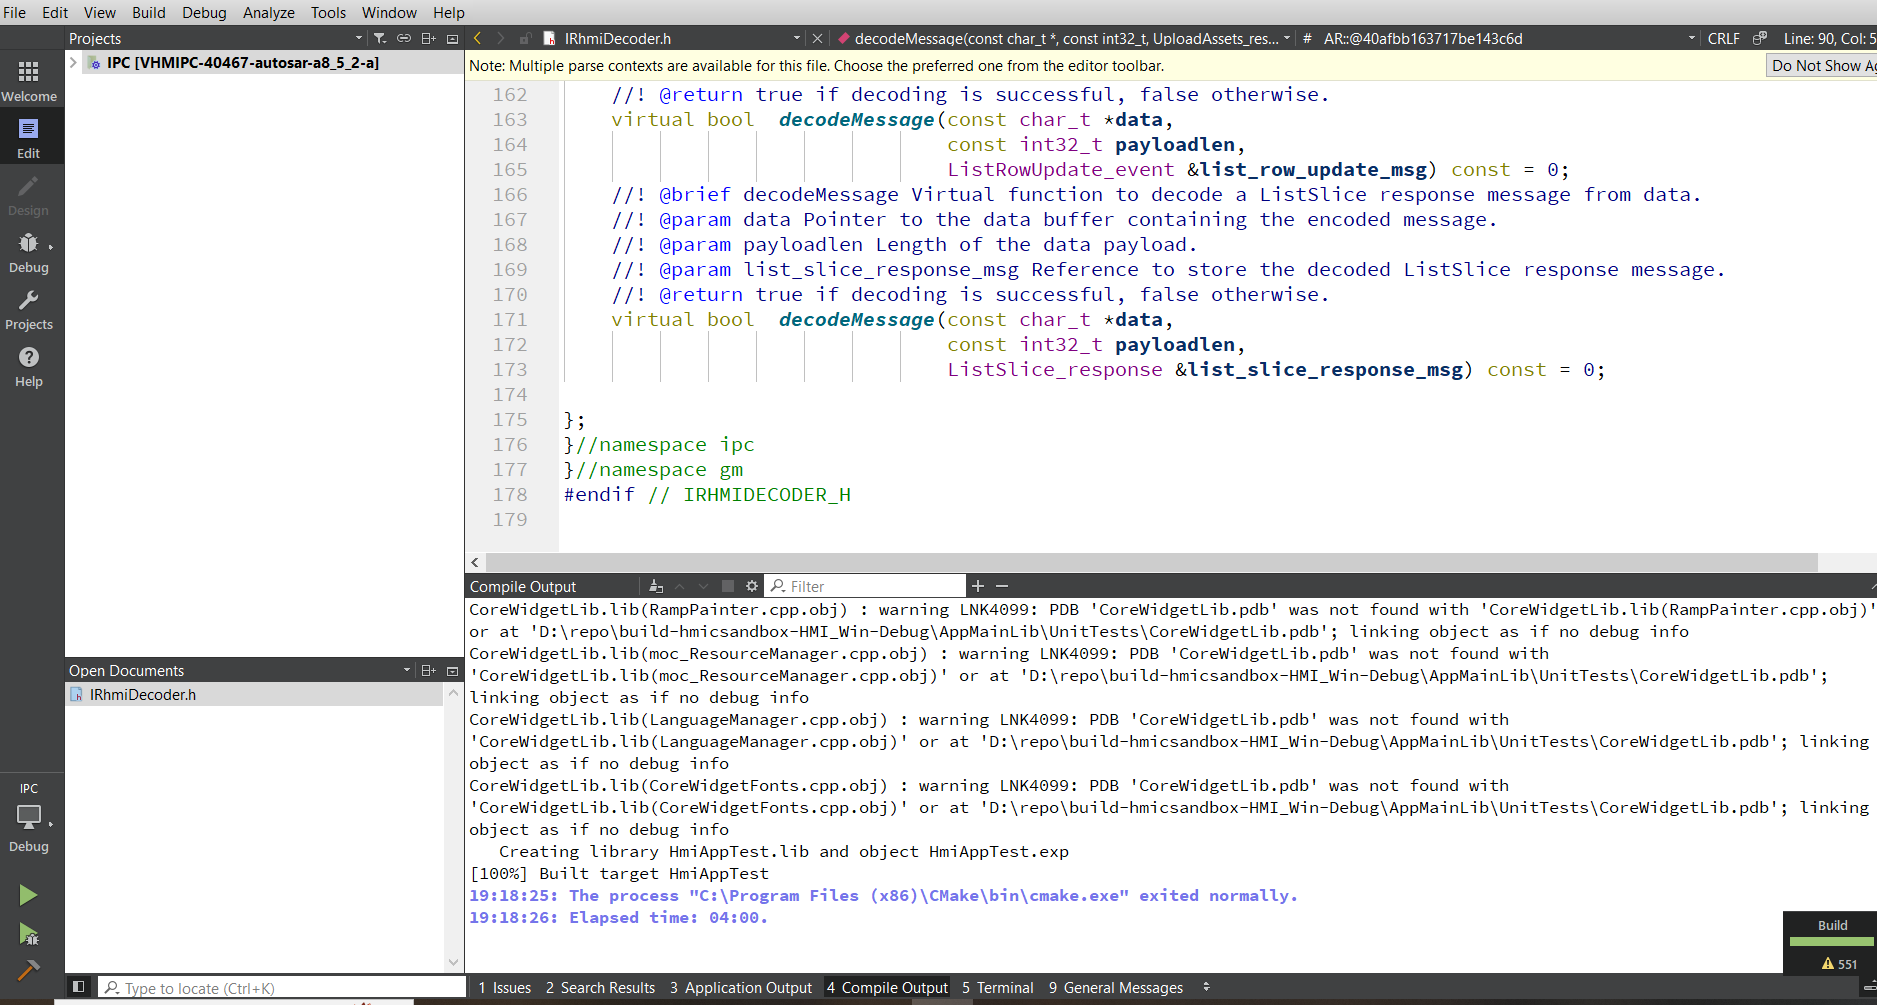 File Edit View Build Debug Analyze Tools Window Help
Projects
IRhmiDecoder.h
decodeMessage(const char_t *, const int32_t, UploadAssets_res...
# AR::@40afbb163717be143c6d
CRLF
Line: 90, Col: 5
IPC [VHMIPC-40467-autosar-a8_5_2-a]
Note: Multiple parse contexts are available for this file. Choose the preferred one from the editor toolbar.
Do Not Show Ag
Welcome
Edit
Design
Debug
Projects
Help
162 //! @return true if decoding is successful, false otherwise.
163 virtual bool decodeMessage(const char_t *data,
164 const int32_t payloadlen,
165 ListRowUpdate_event &list_row_update_msg) const = 0;
166 //! @brief decodeMessage Virtual function to decode a ListSlice response message from data.
167 //! @param data Pointer to the data buffer containing the encoded message.
168 //! @param payloadlen Length of the data payload.
169 //! @param list_slice_response_msg Reference to store the decoded ListSlice response message.
170 //! @return true if decoding is successful, false otherwise.
171 virtual bool decodeMessage(const char_t *data,
172 const int32_t payloadlen,
173 ListSlice_response &list_slice_response_msg) const = 0;
174
175 };
176 }//namespace ipc
177 }//namespace gm
178 #endif // IRHMIDECODER_H
179
Open Documents
IRhmiDecoder.h
Compile Output
Filter
CoreWidgetLib.lib(RampPainter.cpp.obj) : warning LNK4099: PDB 'CoreWidgetLib.pdb' was not found with 'CoreWidgetLib.lib(RampPainter.cpp.obj)'
or at 'D:\repo\build-hmicsandbox-HMI_Win-Debug\AppMainLib\UnitTests\CoreWidgetLib.pdb'; linking object as if no debug info
CoreWidgetLib.lib(moc_ResourceManager.cpp.obj) : warning LNK4099: PDB 'CoreWidgetLib.pdb' was not found with
'CoreWidgetLib.lib(moc_ResourceManager.cpp.obj)' or at 'D:\repo\build-hmicsandbox-HMI_Win-Debug\AppMainLib\UnitTests\CoreWidgetLib.pdb';
linking object as if no debug info
CoreWidgetLib.lib(LanguageManager.cpp.obj) : warning LNK4099: PDB 'CoreWidgetLib.pdb' was not found with
'CoreWidgetLib.lib(LanguageManager.cpp.obj)' or at 'D:\repo\build-hmicsandbox-HMI_Win-Debug\AppMainLib\UnitTests\CoreWidgetLib.pdb'; linking
object as if no debug info
CoreWidgetLib.lib(CoreWidgetFonts.cpp.obj) : warning LNK4099: PDB 'CoreWidgetLib.pdb' was not found with
'CoreWidgetLib.lib(CoreWidgetFonts.cpp.obj)' or at 'D:\repo\build-hmicsandbox-HMI_Win-Debug\AppMainLib\UnitTests\CoreWidgetLib.pdb'; linking
object as if no debug info
Creating library HmiAppTest.lib and object HmiAppTest.exp
[100%] Built target HmiAppTest
19:18:25: The process "C:\Program Files (x86)\CMake\bin\cmake.exe" exited normally.
19:18:26: Elapsed time: 04:00.
IPC
Debug
Build
551
Type to locate (Ctrl+K)
1 Issues 2 Search Results 3 Application Output 4 Compile Output 5 Terminal 9 General Messages